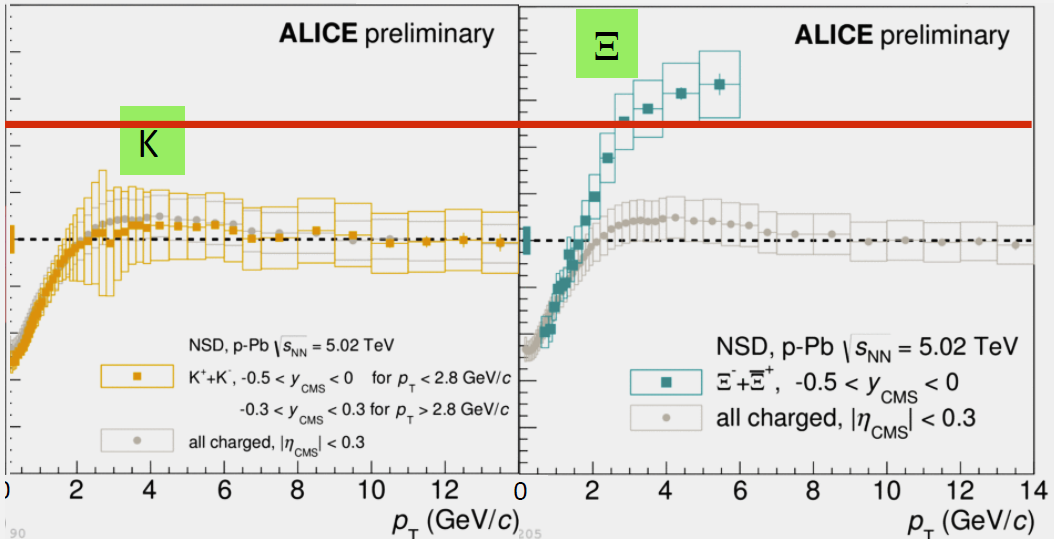 ALICE preliminary
K
NSD, p-Pb √sNN = 5.02 TeV
K⁺+K⁻, -0.5 < yCMS < 0 for pT < 2.8 GeV/c
-0.3 < yCMS < 0.3 for pT > 2.8 GeV/c
all charged, |ηCMS| < 0.3
2 4 6 8 10 12
pT (GeV/c)
90
ALICE preliminary
Ξ
NSD, p-Pb √sNN = 5.02 TeV
Ξ⁻+Ξ̅⁺, -0.5 < yCMS < 0
all charged, |ηCMS| < 0.3
0 2 4 6 8 10 12 14
pT (GeV/c)
205